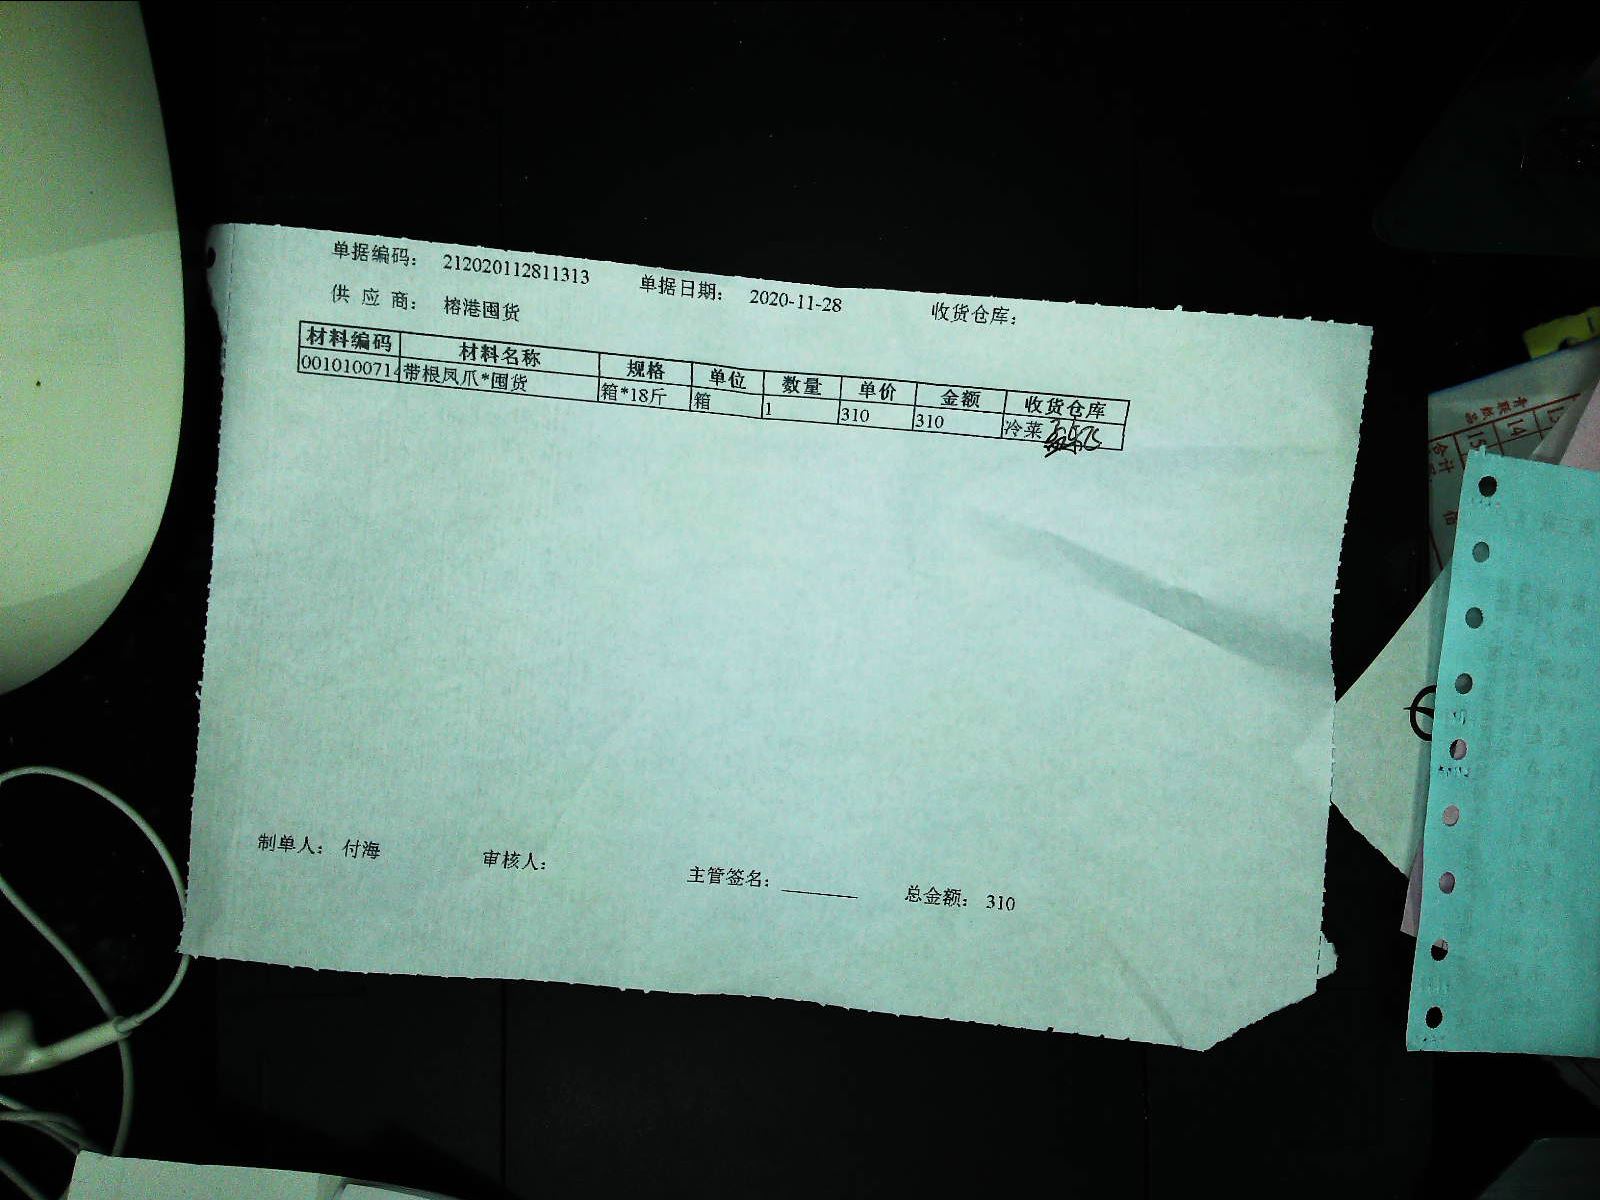 单据编码： 212020112811313 单据日期： 2020-11-28 收货仓库：
供 应 商： 榕港囤货
材料编码 材料名称 规格 单位 数量 单价 金额 收货仓库
0010100714 带根凤爪*囤货 箱*18斤 箱 1 310 310 冷菜
制单人： 付海 审核人： 主管签名： 总金额： 310
14
15
合计